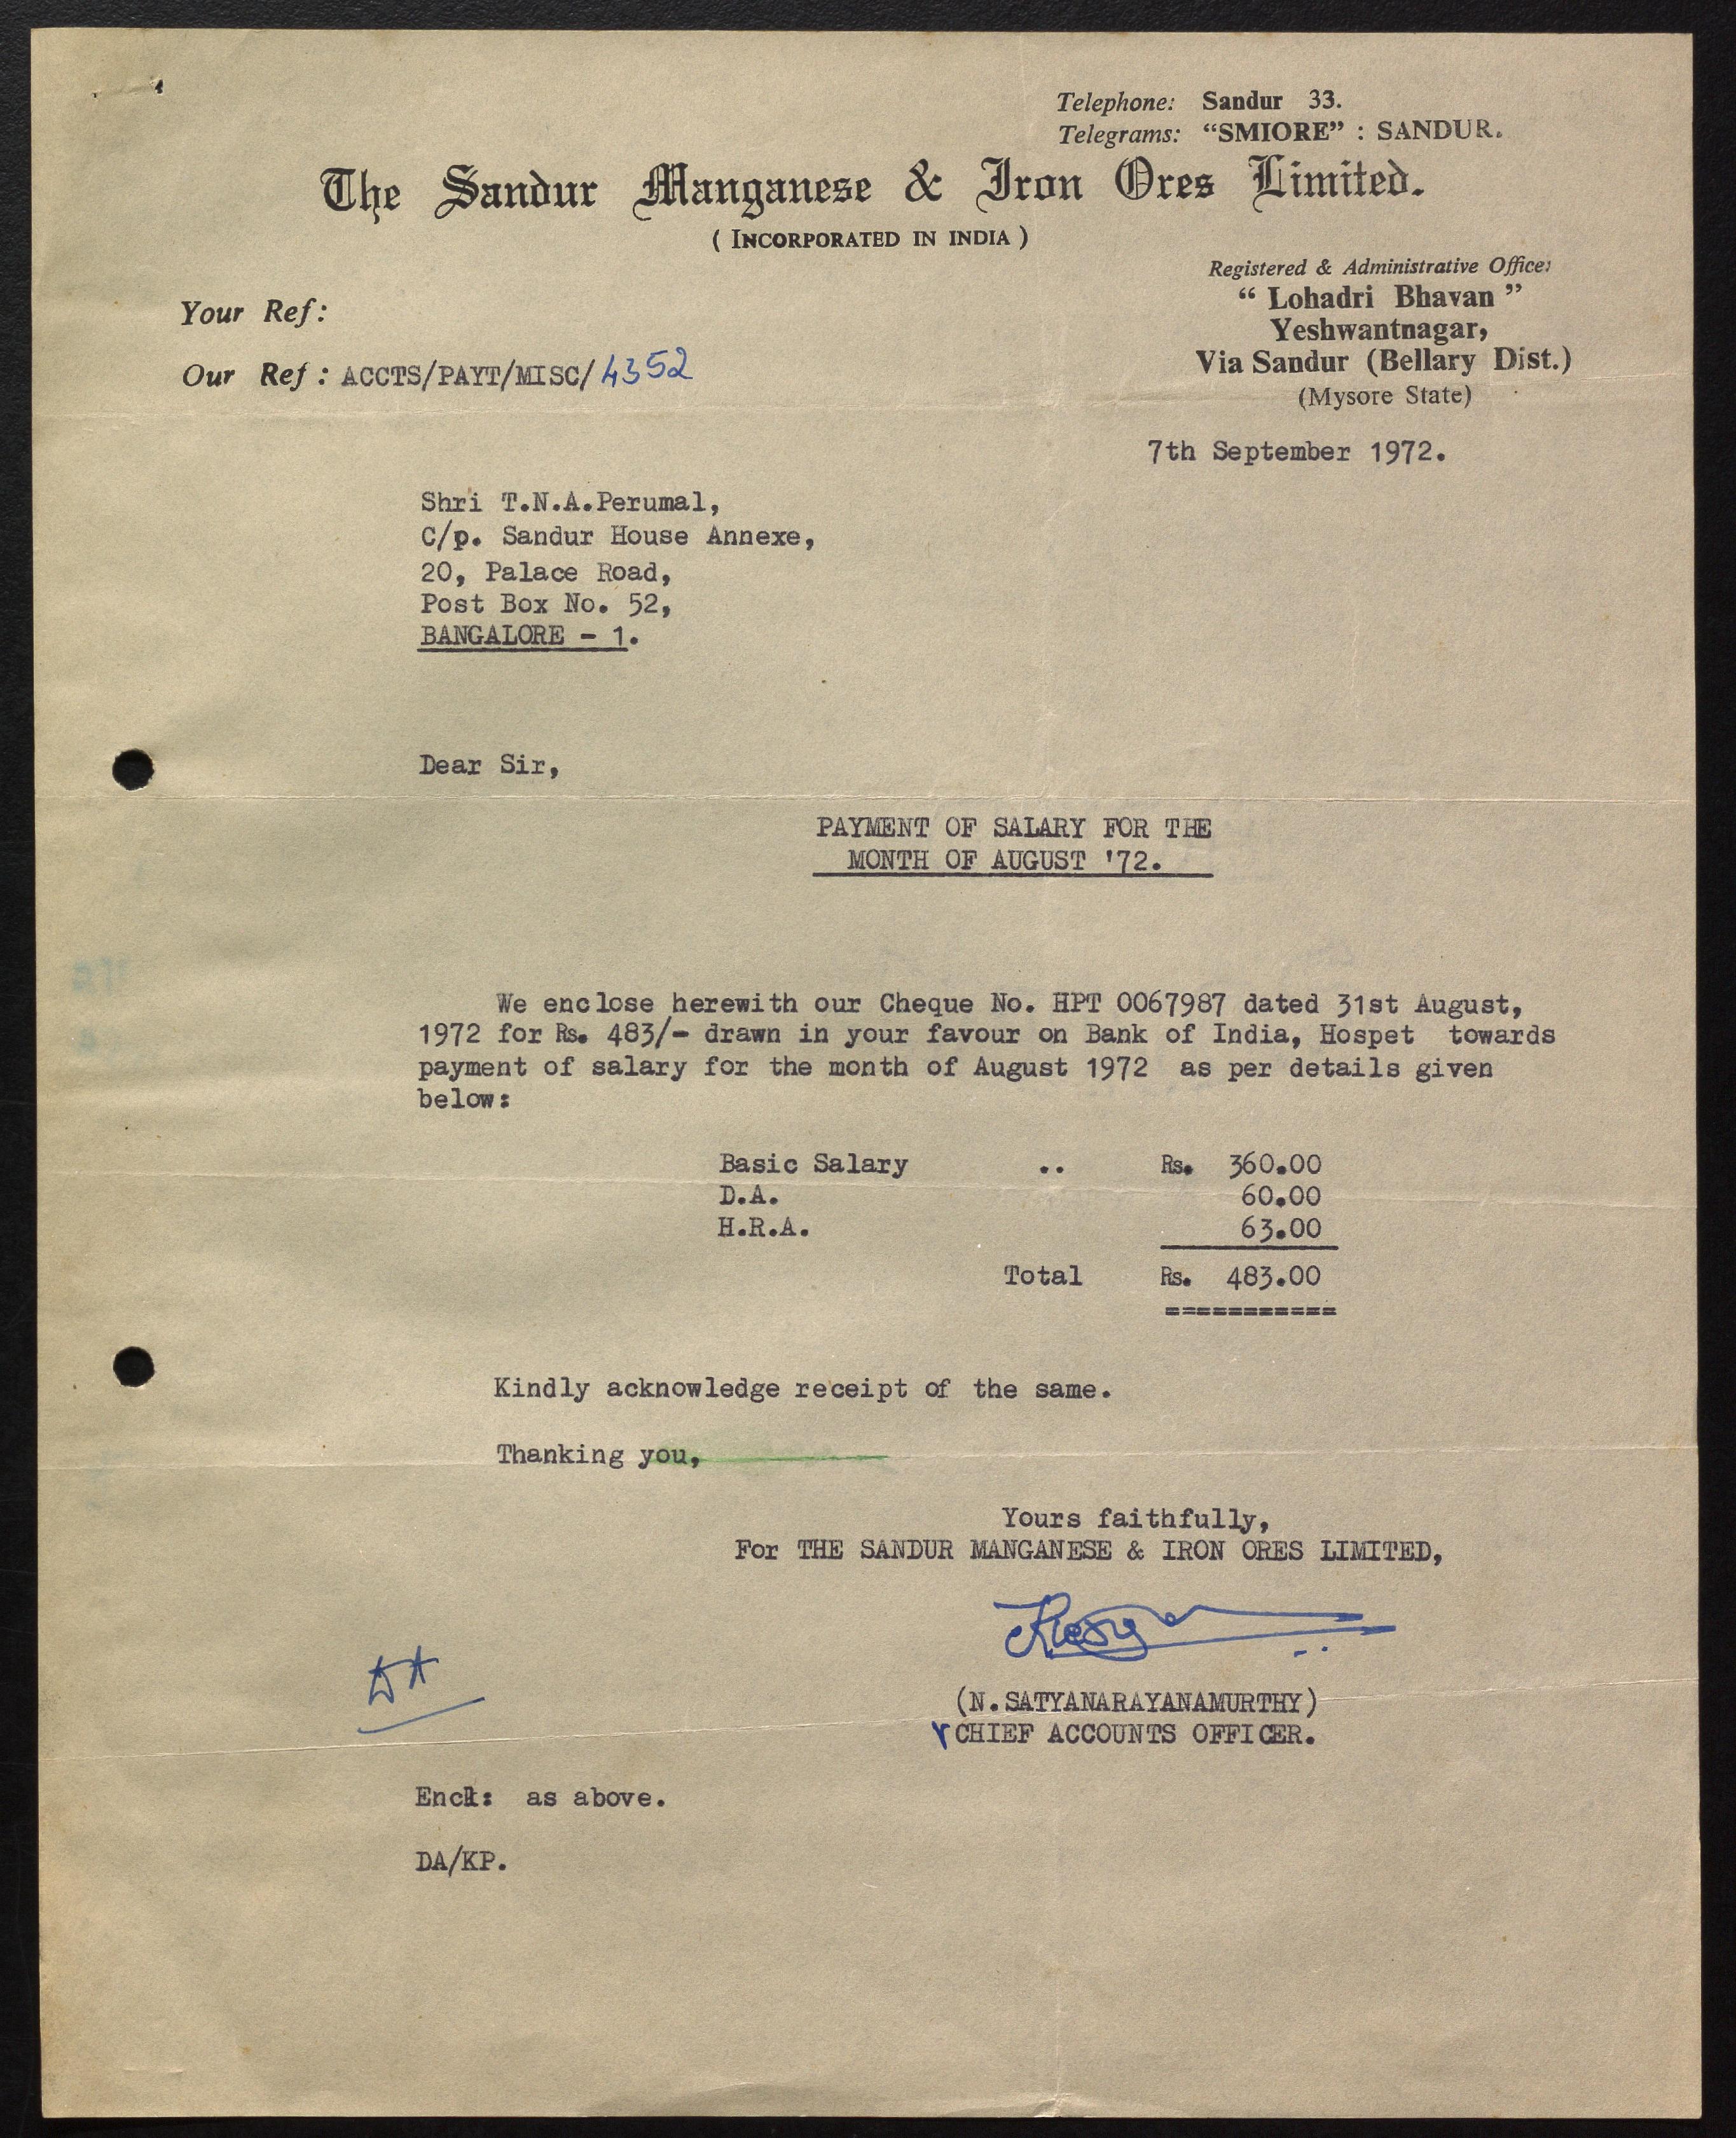 Telephone: Sandur 33.
Telegrams: "SMIORE" : SANDUR.
The Sandur Manganese & Iron Ores Limited.
( INCORPORATED IN INDIA )
Registered & Administrative Office:
" Lohadri Bhavan "
Yeshwantnagar,
Via Sandur (Bellary Dist.)
(Mysore State)
Your Ref:
Our Ref : ACCTS/PAYT/MISC/4352
7th September 1972.
Shri T.N.A.Perumal,
C/p. Sandur House Annexe,
20, Palace Road,
Post Box No. 52,
BANGALORE - 1.
Dear Sir,
PAYMENT OF SALARY FOR THE
MONTH OF AUGUST '72.
We enclose herewith our Cheque No. HPT 0067987 dated 31st August,
1972 for Rs. 483/- drawn in your favour on Bank of India, Hospet towards
payment of salary for the month of August 1972 as per details given
below:
Basic Salary .. Rs. 360.00
D.A. 60.00
H.R.A. 63.00
Total Rs. 483.00
===========
Kindly acknowledge receipt of the same.
Thanking you,
Yours faithfully,
For THE SANDUR MANGANESE & IRON ORES LIMITED,
(N.SATYANARAYANAMURTHY)
CHIEF ACCOUNTS OFFICER.
Encl: as above.
DA/KP.